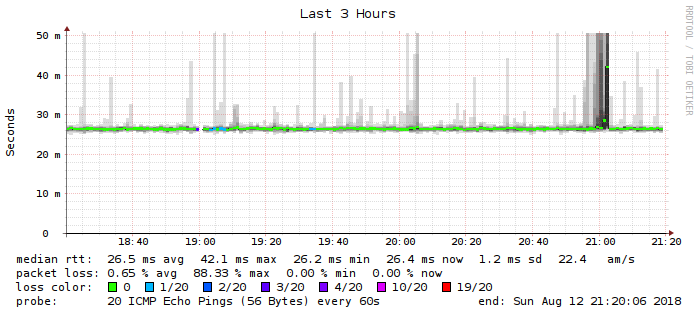 Last 3 Hours
RRDTOOL / TOBI OETIKER
Seconds
50 m
40 m
30 m
20 m
10 m
0
18:40 19:00 19:20 19:40 20:00 20:20 20:40 21:00 21:20
median rtt: 26.5 ms avg 42.1 ms max 26.2 ms min 26.4 ms now 1.2 ms sd 22.4 am/s
packet loss: 0.65 % avg 88.33 % max 0.00 % min 0.00 % now
loss color: 0 1/20 2/20 3/20 4/20 10/20 19/20
probe: 20 ICMP Echo Pings (56 Bytes) every 60s end: Sun Aug 12 21:20:06 2018